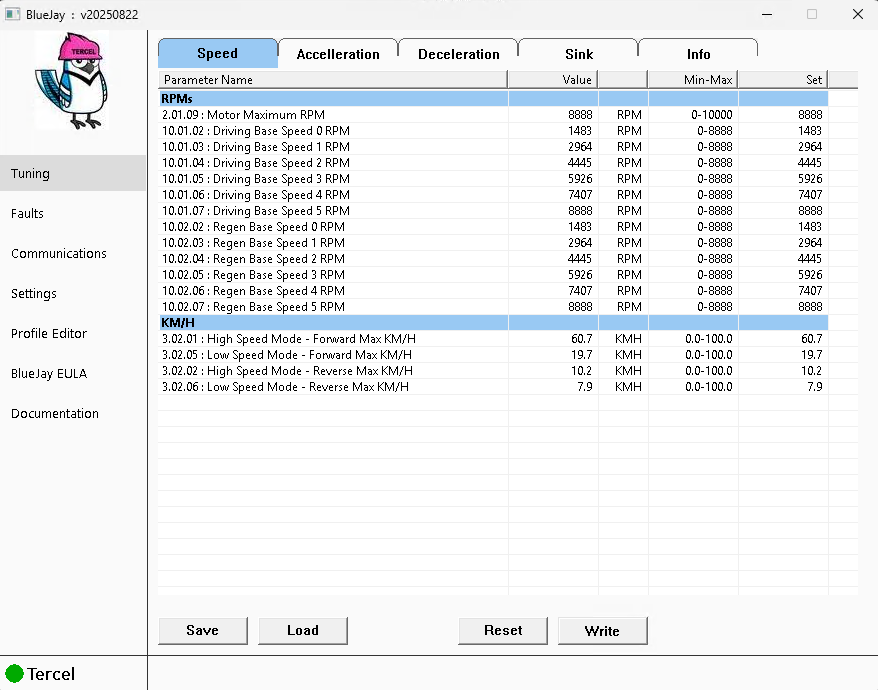 BlueJay : v20250822
TERCEL
Speed Accelleration Deceleration Sink Info
Parameter Name Value Min-Max Set
RPMs
2.01.09 : Motor Maximum RPM 8888 RPM 0-10000 8888
10.01.02 : Driving Base Speed 0 RPM 1483 RPM 0-8888 1483
10.01.03 : Driving Base Speed 1 RPM 2964 RPM 0-8888 2964
10.01.04 : Driving Base Speed 2 RPM 4445 RPM 0-8888 4445
10.01.05 : Driving Base Speed 3 RPM 5926 RPM 0-8888 5926
10.01.06 : Driving Base Speed 4 RPM 7407 RPM 0-8888 7407
10.01.07 : Driving Base Speed 5 RPM 8888 RPM 0-8888 8888
10.02.02 : Regen Base Speed 0 RPM 1483 RPM 0-8888 1483
10.02.03 : Regen Base Speed 1 RPM 2964 RPM 0-8888 2964
10.02.04 : Regen Base Speed 2 RPM 4445 RPM 0-8888 4445
10.02.05 : Regen Base Speed 3 RPM 5926 RPM 0-8888 5926
10.02.06 : Regen Base Speed 4 RPM 7407 RPM 0-8888 7407
10.02.07 : Regen Base Speed 5 RPM 8888 RPM 0-8888 8888
KM/H
3.02.01 : High Speed Mode - Forward Max KM/H 60.7 KMH 0.0-100.0 60.7
3.02.05 : Low Speed Mode - Forward Max KM/H 19.7 KMH 0.0-100.0 19.7
3.02.02 : High Speed Mode - Reverse Max KM/H 10.2 KMH 0.0-100.0 10.2
3.02.06 : Low Speed Mode - Reverse Max KM/H 7.9 KMH 0.0-100.0 7.9
Tuning
Faults
Communications
Settings
Profile Editor
BlueJay EULA
Documentation
Save Load Reset Write
Tercel